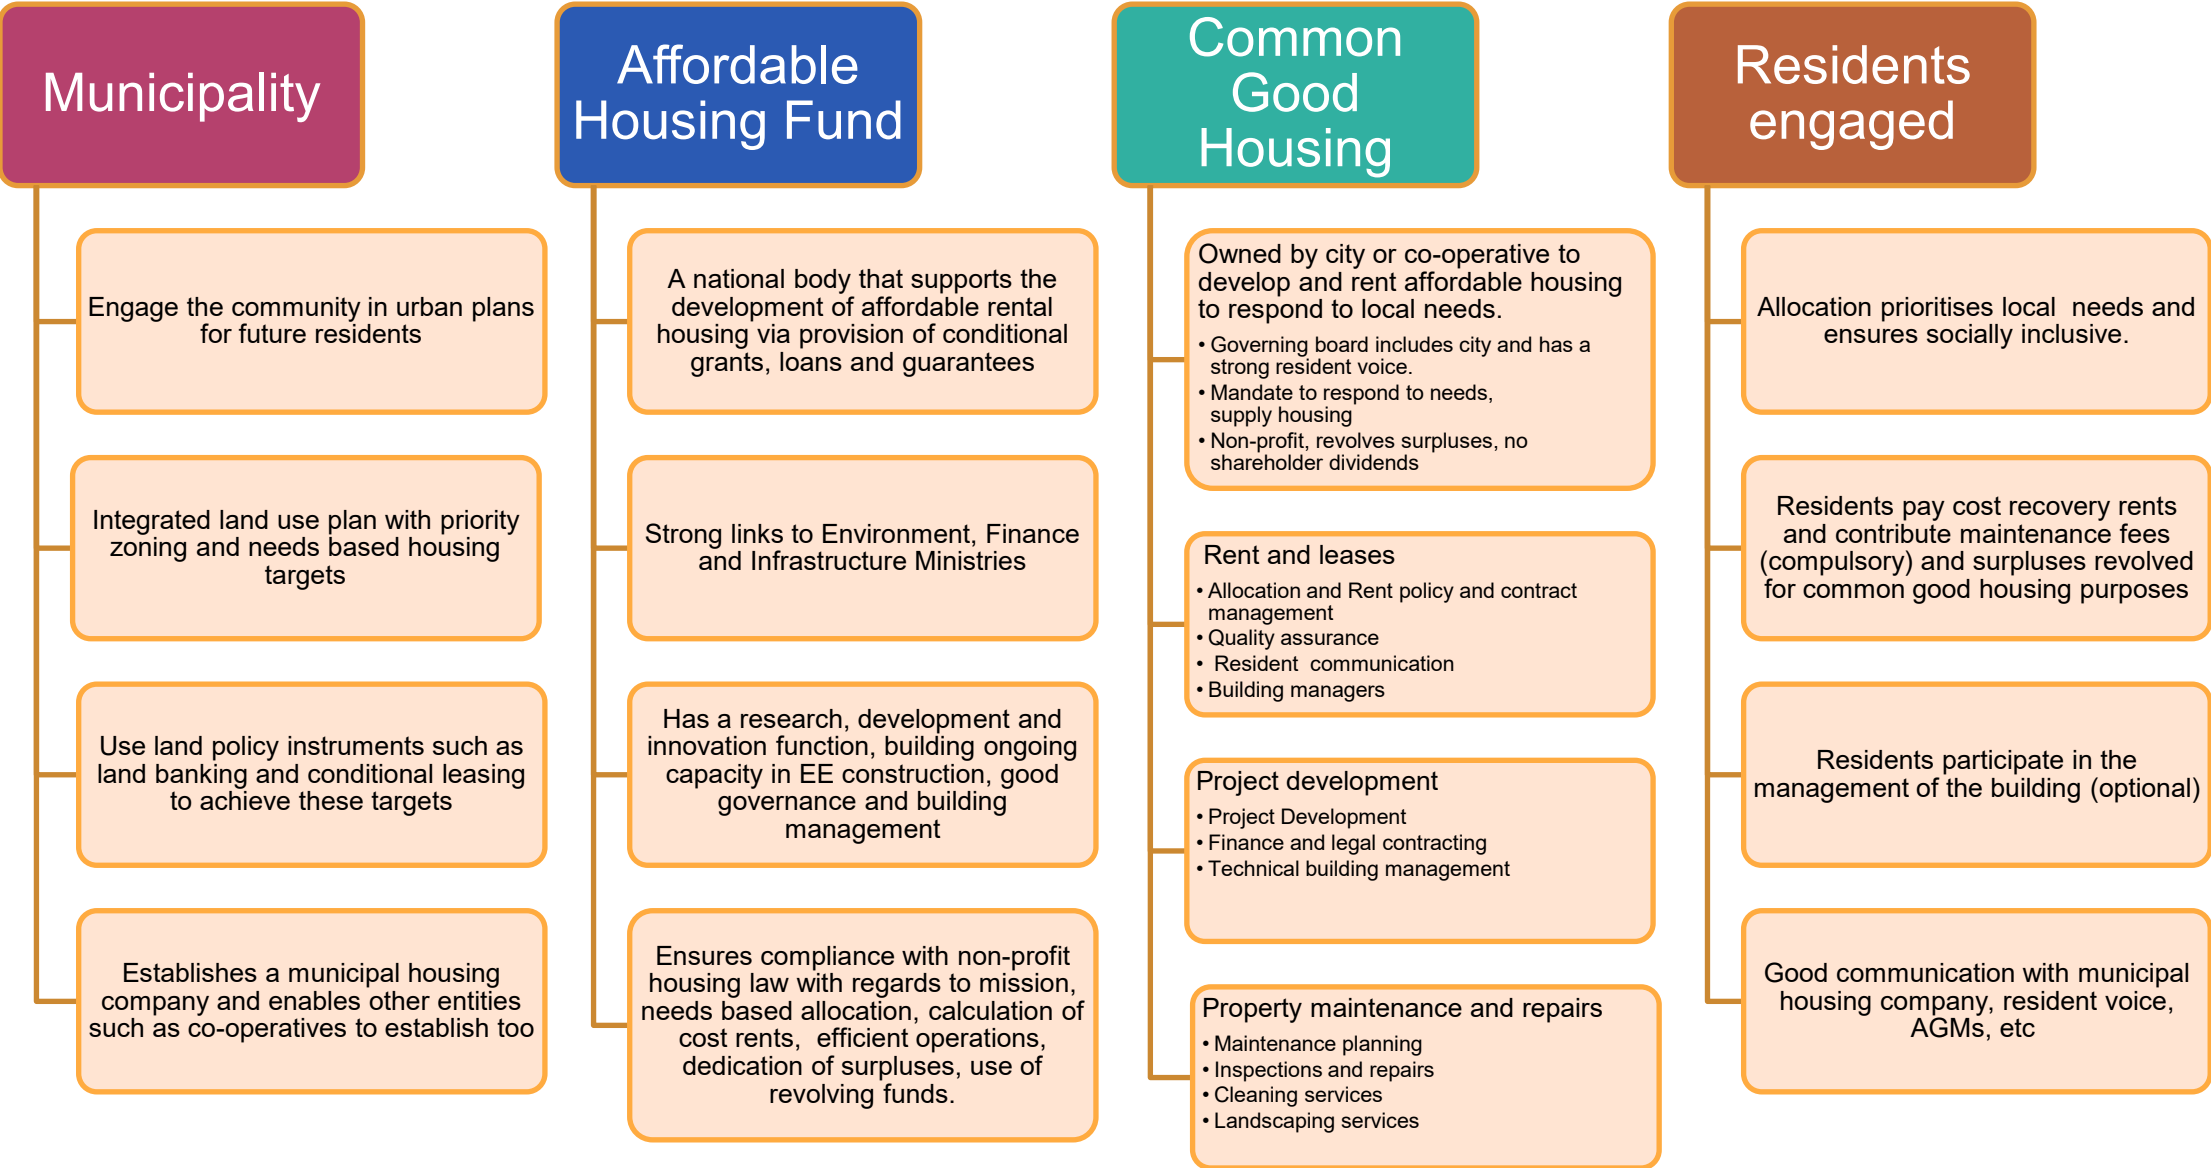 Municipality
Engage the community in urban plans
for future residents
Integrated land use plan with priority
zoning and needs based housing
targets
Use land policy instruments such as
land banking and conditional leasing
to achieve these targets
Establishes a municipal housing
company and enables other entities
such as co-operatives to establish too
Affordable
Housing Fund
A national body that supports the
development of affordable rental
housing via provision of conditional
grants, loans and guarantees
Strong links to Environment, Finance
and Infrastructure Ministries
Has a research, development and
innovation function, building ongoing
capacity in EE construction, good
governance and building
management
Ensures compliance with non-profit
housing law with regards to mission,
needs based allocation, calculation of
cost rents,  efficient operations,
dedication of surpluses, use of
revolving funds.
Common
Good
Housing
Owned by city or co-operative to
develop and rent affordable housing
to respond to local needs.
• Governing board includes city and has a
strong resident voice.
• Mandate to respond to needs,
supply housing
• Non-profit, revolves surpluses, no
shareholder dividends
Rent and leases
• Allocation and Rent policy and contract
management
• Quality assurance
•  Resident  communication
• Building managers
Project development
• Project Development
• Finance and legal contracting
• Technical building management
Property maintenance and repairs
• Maintenance planning
• Inspections and repairs
• Cleaning services
• Landscaping services
Residents
engaged
Allocation prioritises local  needs and
ensures socially inclusive.
Residents pay cost recovery rents
and contribute maintenance fees
(compulsory) and surpluses revolved
for common good housing purposes
Residents participate in the
management of the building (optional)
Good communication with municipal
housing company, resident voice,
AGMs, etc